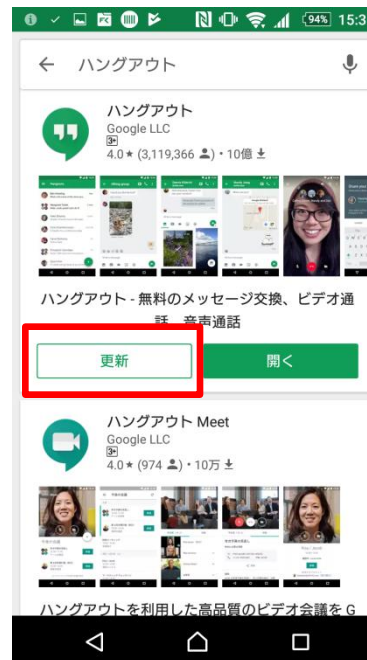 94% 15:3
ハングアウト
ハングアウト
Google LLC
3+
4.0★ (3,119,366 ) • 10億
ハングアウト - 無料のメッセージ交換、ビデオ通
話、音声通話
更新
開く
ハングアウト Meet
Google LLC
3+
4.0★ (974 ) • 10万
ハングアウトを利用した高品質のビデオ会議を G